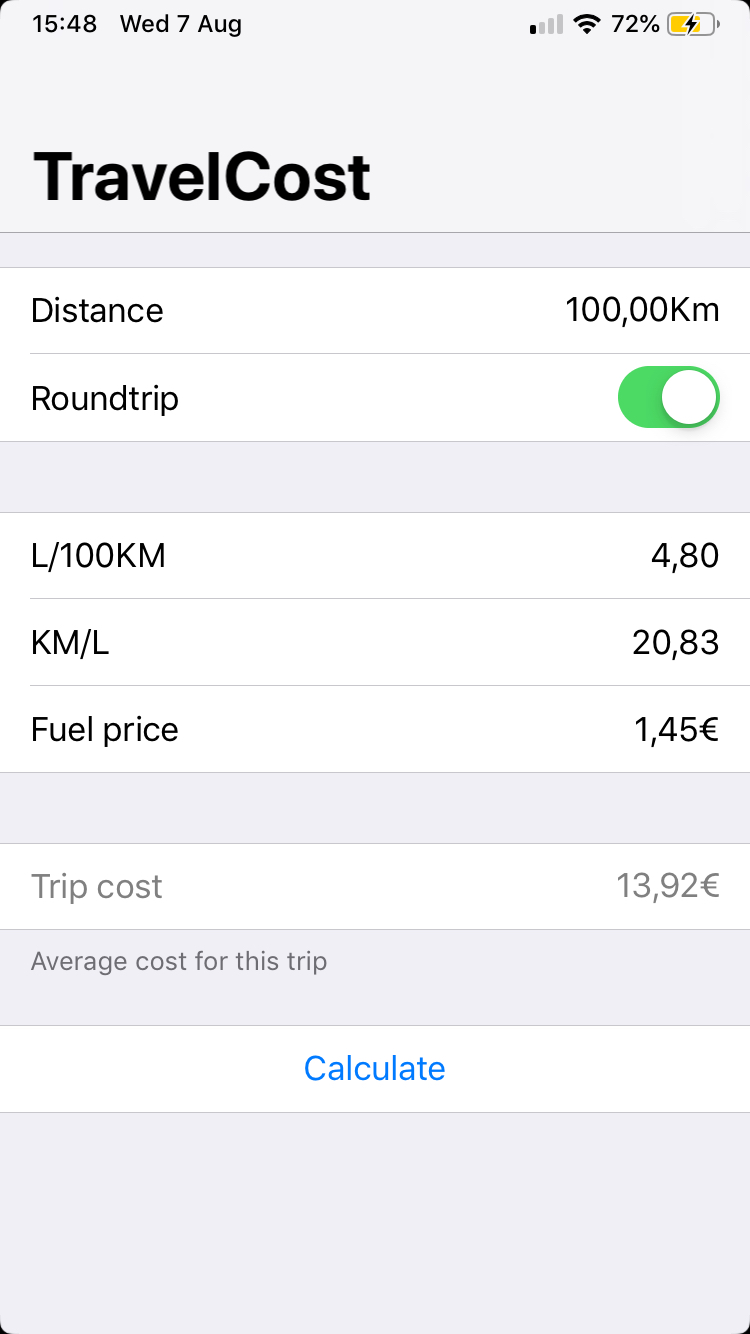 15:48 Wed 7 Aug 72%
TravelCost
Distance 100,00Km
Roundtrip
L/100KM 4,80
KM/L 20,83
Fuel price 1,45€
Trip cost 13,92€
Average cost for this trip
Calculate